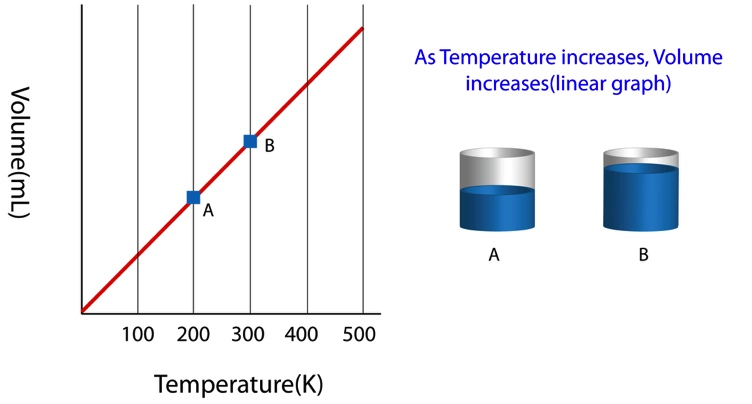 Volume(mL)
As Temperature increases, Volume
increases(linear graph)
B
A
A
B
100 200 300 400 500
Temperature(K)